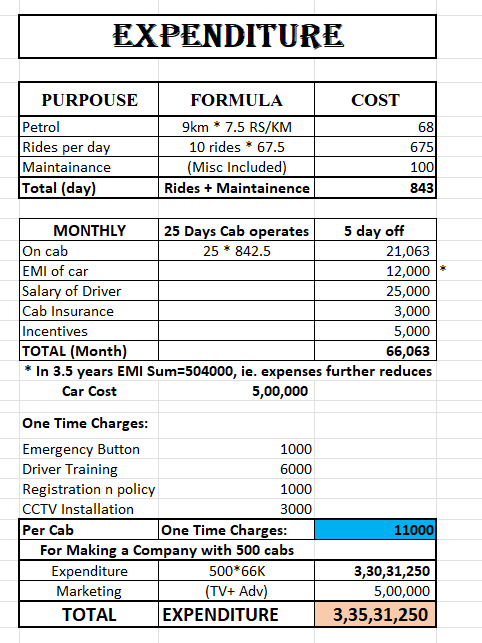 EXPENDITURE
PURPOUSE FORMULA COST
Petrol 9km * 7.5 RS/KM 68
Rides per day 10 rides * 67.5 675
Maintainance (Misc Included) 100
Total (day) Rides + Maintainence 843
MONTHLY 25 Days Cab operates 5 day off
On cab 25 * 842.5 21,063
EMI of car 12,000 *
Salary of Driver 25,000
Cab Insurance 3,000
Incentives 5,000
TOTAL (Month) 66,063
* In 3.5 years EMI Sum=504000, ie. expenses further reduces
Car Cost 5,00,000
One Time Charges:
Emergency Button 1000
Driver Training 6000
Registration n policy 1000
CCTV Installation 3000
Per Cab One Time Charges: 11000
For Making a Company with 500 cabs
Expenditure 500*66K 3,30,31,250
Marketing (TV+ Adv) 5,00,000
TOTAL EXPENDITURE 3,35,31,250